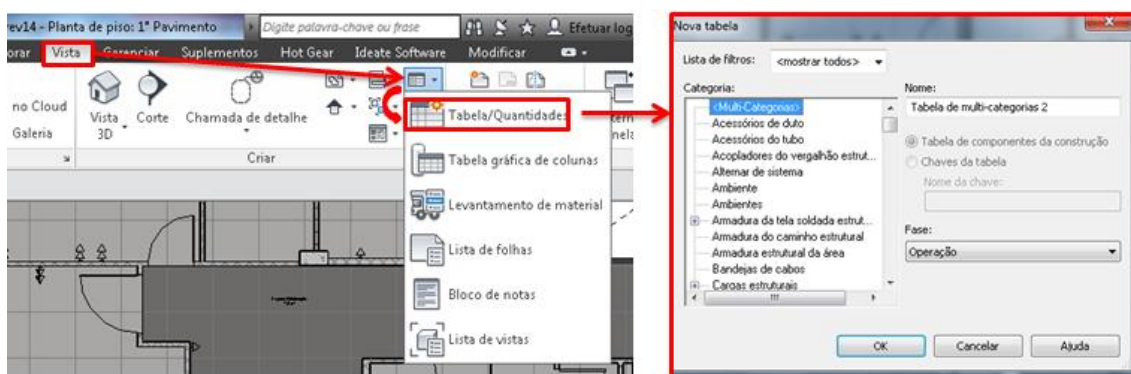 ev14 - Planta de piso: 1° Pavimento
Digite palavra-chave ou frase
Efetuar log
orar Vista Gerenciar Suplementos Hot Gear Ideate Software Modificar
no Cloud
Galeria
Vista 3D
Corte
Chamada de detalhe
Criar
Tabela/Quantidades
Tabela gráfica de colunas
Levantamento de material
Lista de folhas
Bloco de notas
Lista de vistas
Nova tabela
Lista de filtros: <mostrar todos>
Categoria:
<Multi-Categorias>
Acessórios de duto
Acessórios do tubo
Acopladores do vergalhão estrut...
Alternar de sistema
Ambiente
Ambientes
Armadura da tela soldada estrut...
Armadura do caminho estrutural
Armadura estrutural da área
Bandejas de cabos
Cargas estruturais
Nome:
Tabela de multi-categorias 2
Tabela de componentes da construção
Chaves da tabela
Nome da chave:
Fase:
Operação
OK Cancelar Ajuda